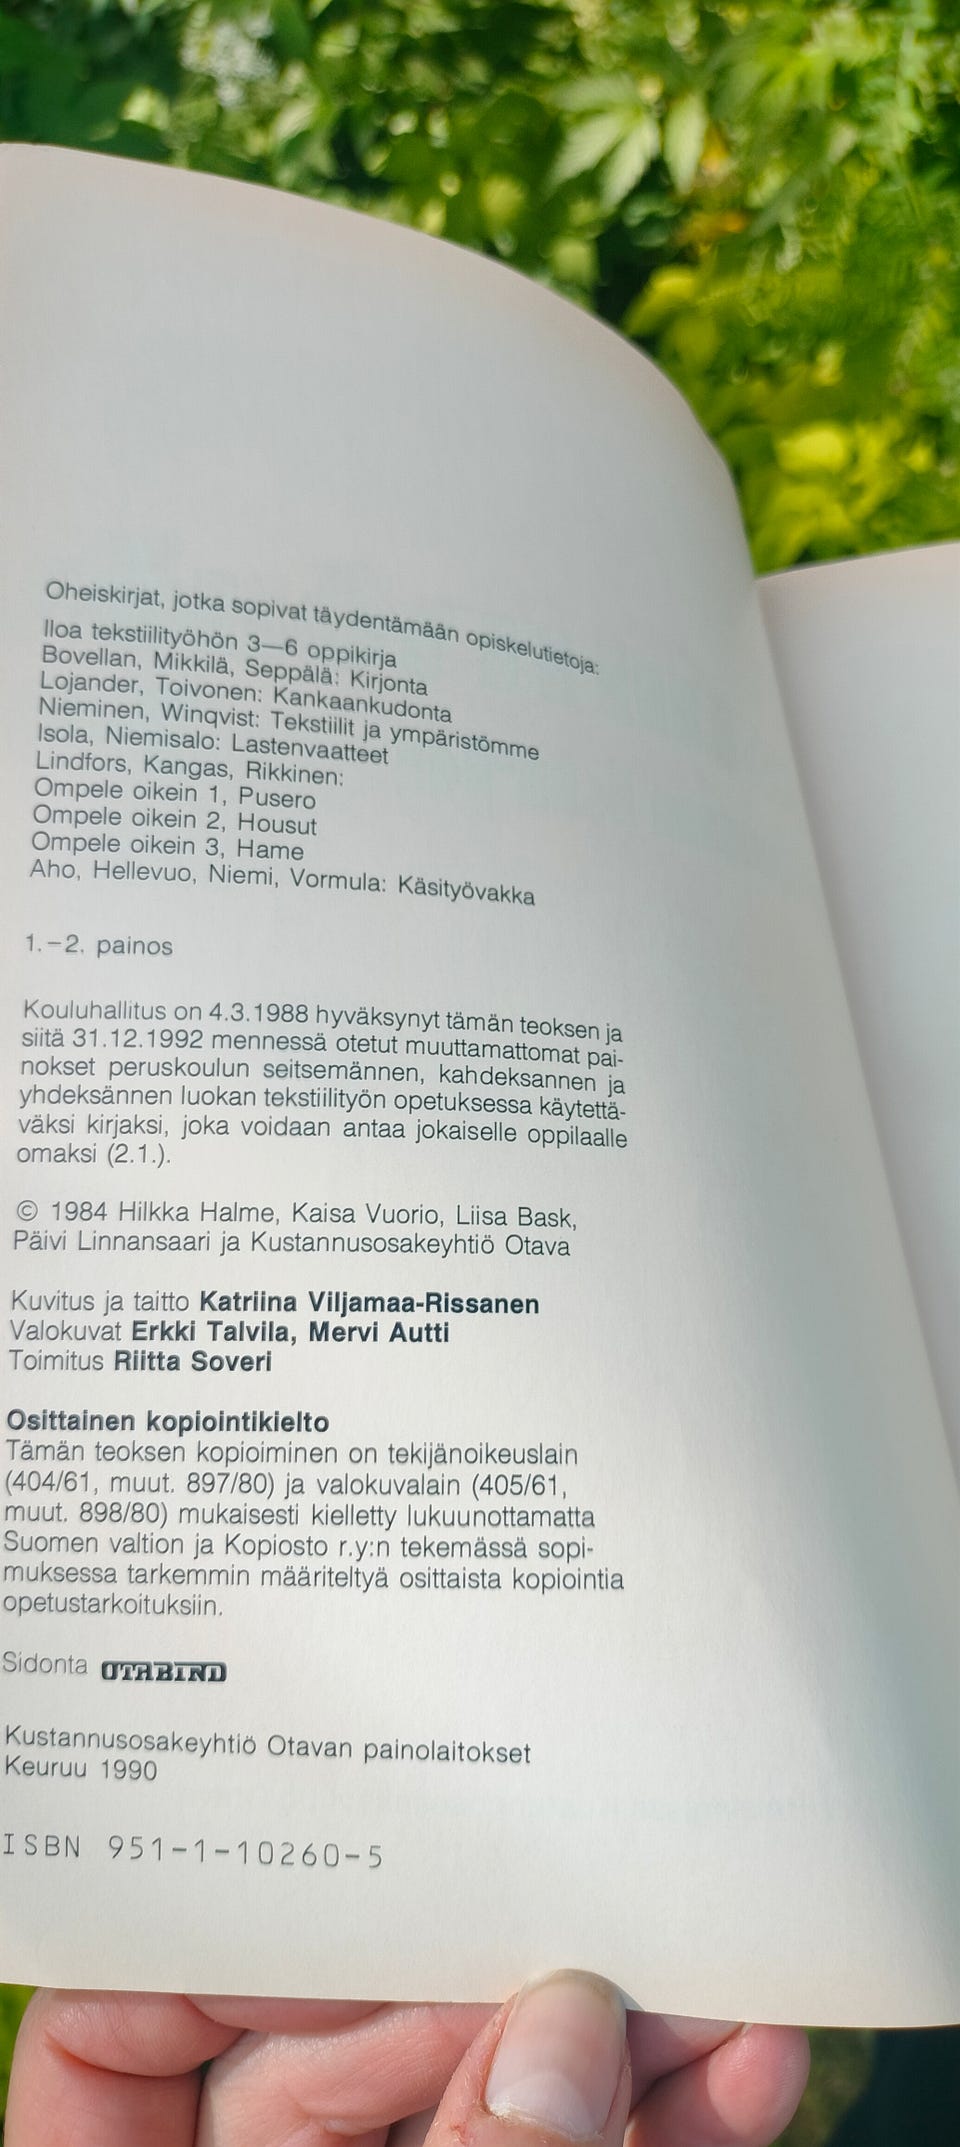 Oheiskirjat, jotka sopivat täydentämään opiskelutietoja:
Iloa tekstiilityöhön 3—6 oppikirja
Bovellan, Mikkilä, Seppälä: Kirjonta
Lojander, Toivonen: Kankaankudonta
Nieminen, Winqvist: Tekstiilit ja ympäristömme
Isola, Niemisalo: Lastenvaatteet
Lindfors, Kangas, Rikkinen:
Ompele oikein 1, Pusero
Ompele oikein 2, Housut
Ompele oikein 3, Hame
Aho, Hellevuo, Niemi, Vormula: Käsityövakka
1.–2. painos
Kouluhallitus on 4.3.1988 hyväksynyt tämän teoksen ja
siitä 31.12.1992 mennessä otetut muuttamattomat pai-
nokset peruskoulun seitsemännen, kahdeksannen ja
yhdeksännen luokan tekstiilityön opetuksessa käytettä-
väksi kirjaksi, joka voidaan antaa jokaiselle oppilaalle
omaksi (2.1.).
© 1984 Hilkka Halme, Kaisa Vuorio, Liisa Bask,
Päivi Linnansaari ja Kustannusosakeyhtiö Otava
Kuvitus ja taitto Katriina Viljamaa-Rissanen
Valokuvat Erkki Talvila, Mervi Autti
Toimitus Riitta Soveri
Osittainen kopiointikielto
Tämän teoksen kopioiminen on tekijänoikeuslain
(404/61, muut. 897/80) ja valokuvalain (405/61,
muut. 898/80) mukaisesti kielletty lukuunottamatta
Suomen valtion ja Kopiosto r.y:n tekemässä sopi-
muksessa tarkemmin määriteltyä osittaista kopiointia
opetustarkoituksiin.
Sidonta OTABIND
Kustannusosakeyhtiö Otavan painolaitokset
Keuruu 1990
ISBN 951-1-10260-5